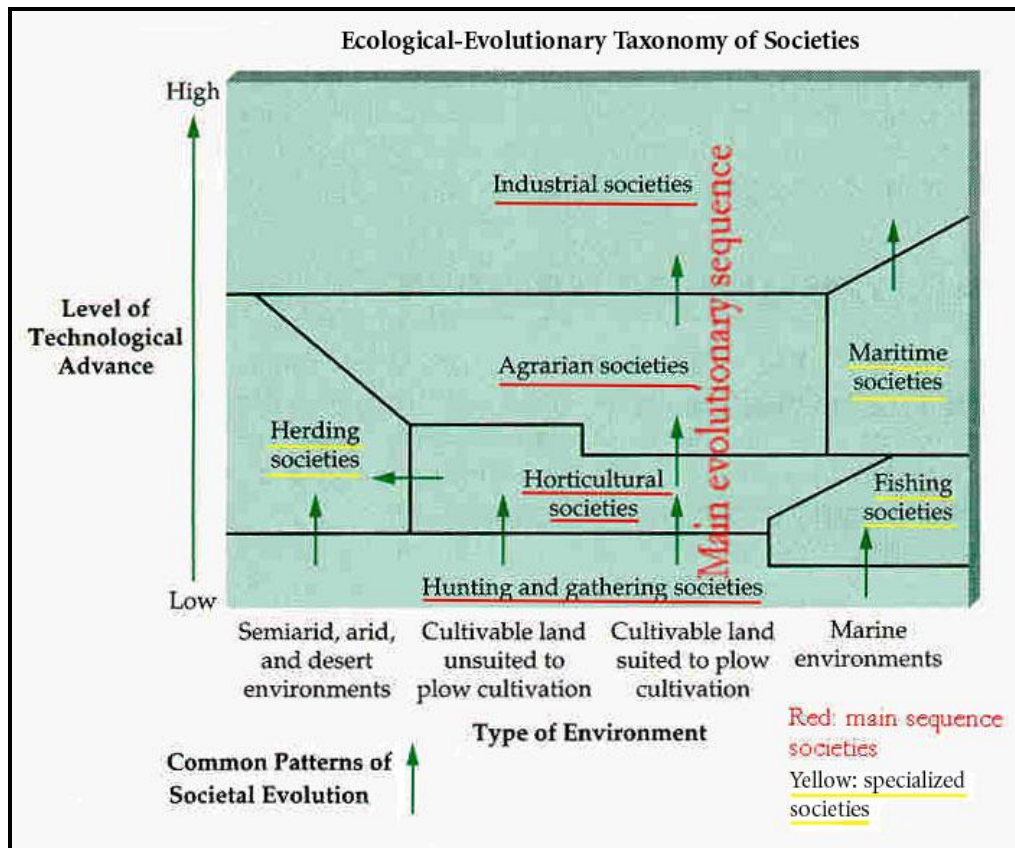 Ecological-Evolutionary Taxonomy of Societies
High
Level of
Technological
Advance
Low
Industrial societies
Main evolutionary sequence
Agrarian societies
Maritime
societies
Herding
societies
Horticultural
societies
Fishing
societies
Hunting and gathering societies
Semiarid, arid,
and desert
environments
Cultivable land
unsuited to
plow cultivation
Cultivable land
suited to plow
cultivation
Marine
environments
Type of Environment
Common Patterns of
Societal Evolution
Red: main sequence
societies
Yellow: specialized
societies